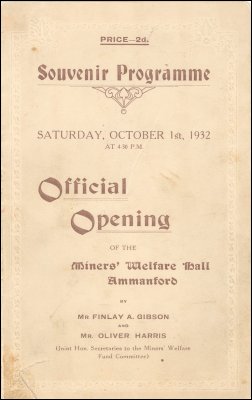 PRICE—2d.
Souvenir Programme
SATURDAY, OCTOBER 1st, 1932
AT 4-30 P.M.
Official
Opening
OF THE
Miners' Welfare Hall
Ammanford
BY
MR FINLAY A. GIBSON
AND
MR. OLIVER HARRIS
(Joint Hon. Secretaries to the Miners' Welfare
Fund Committee)